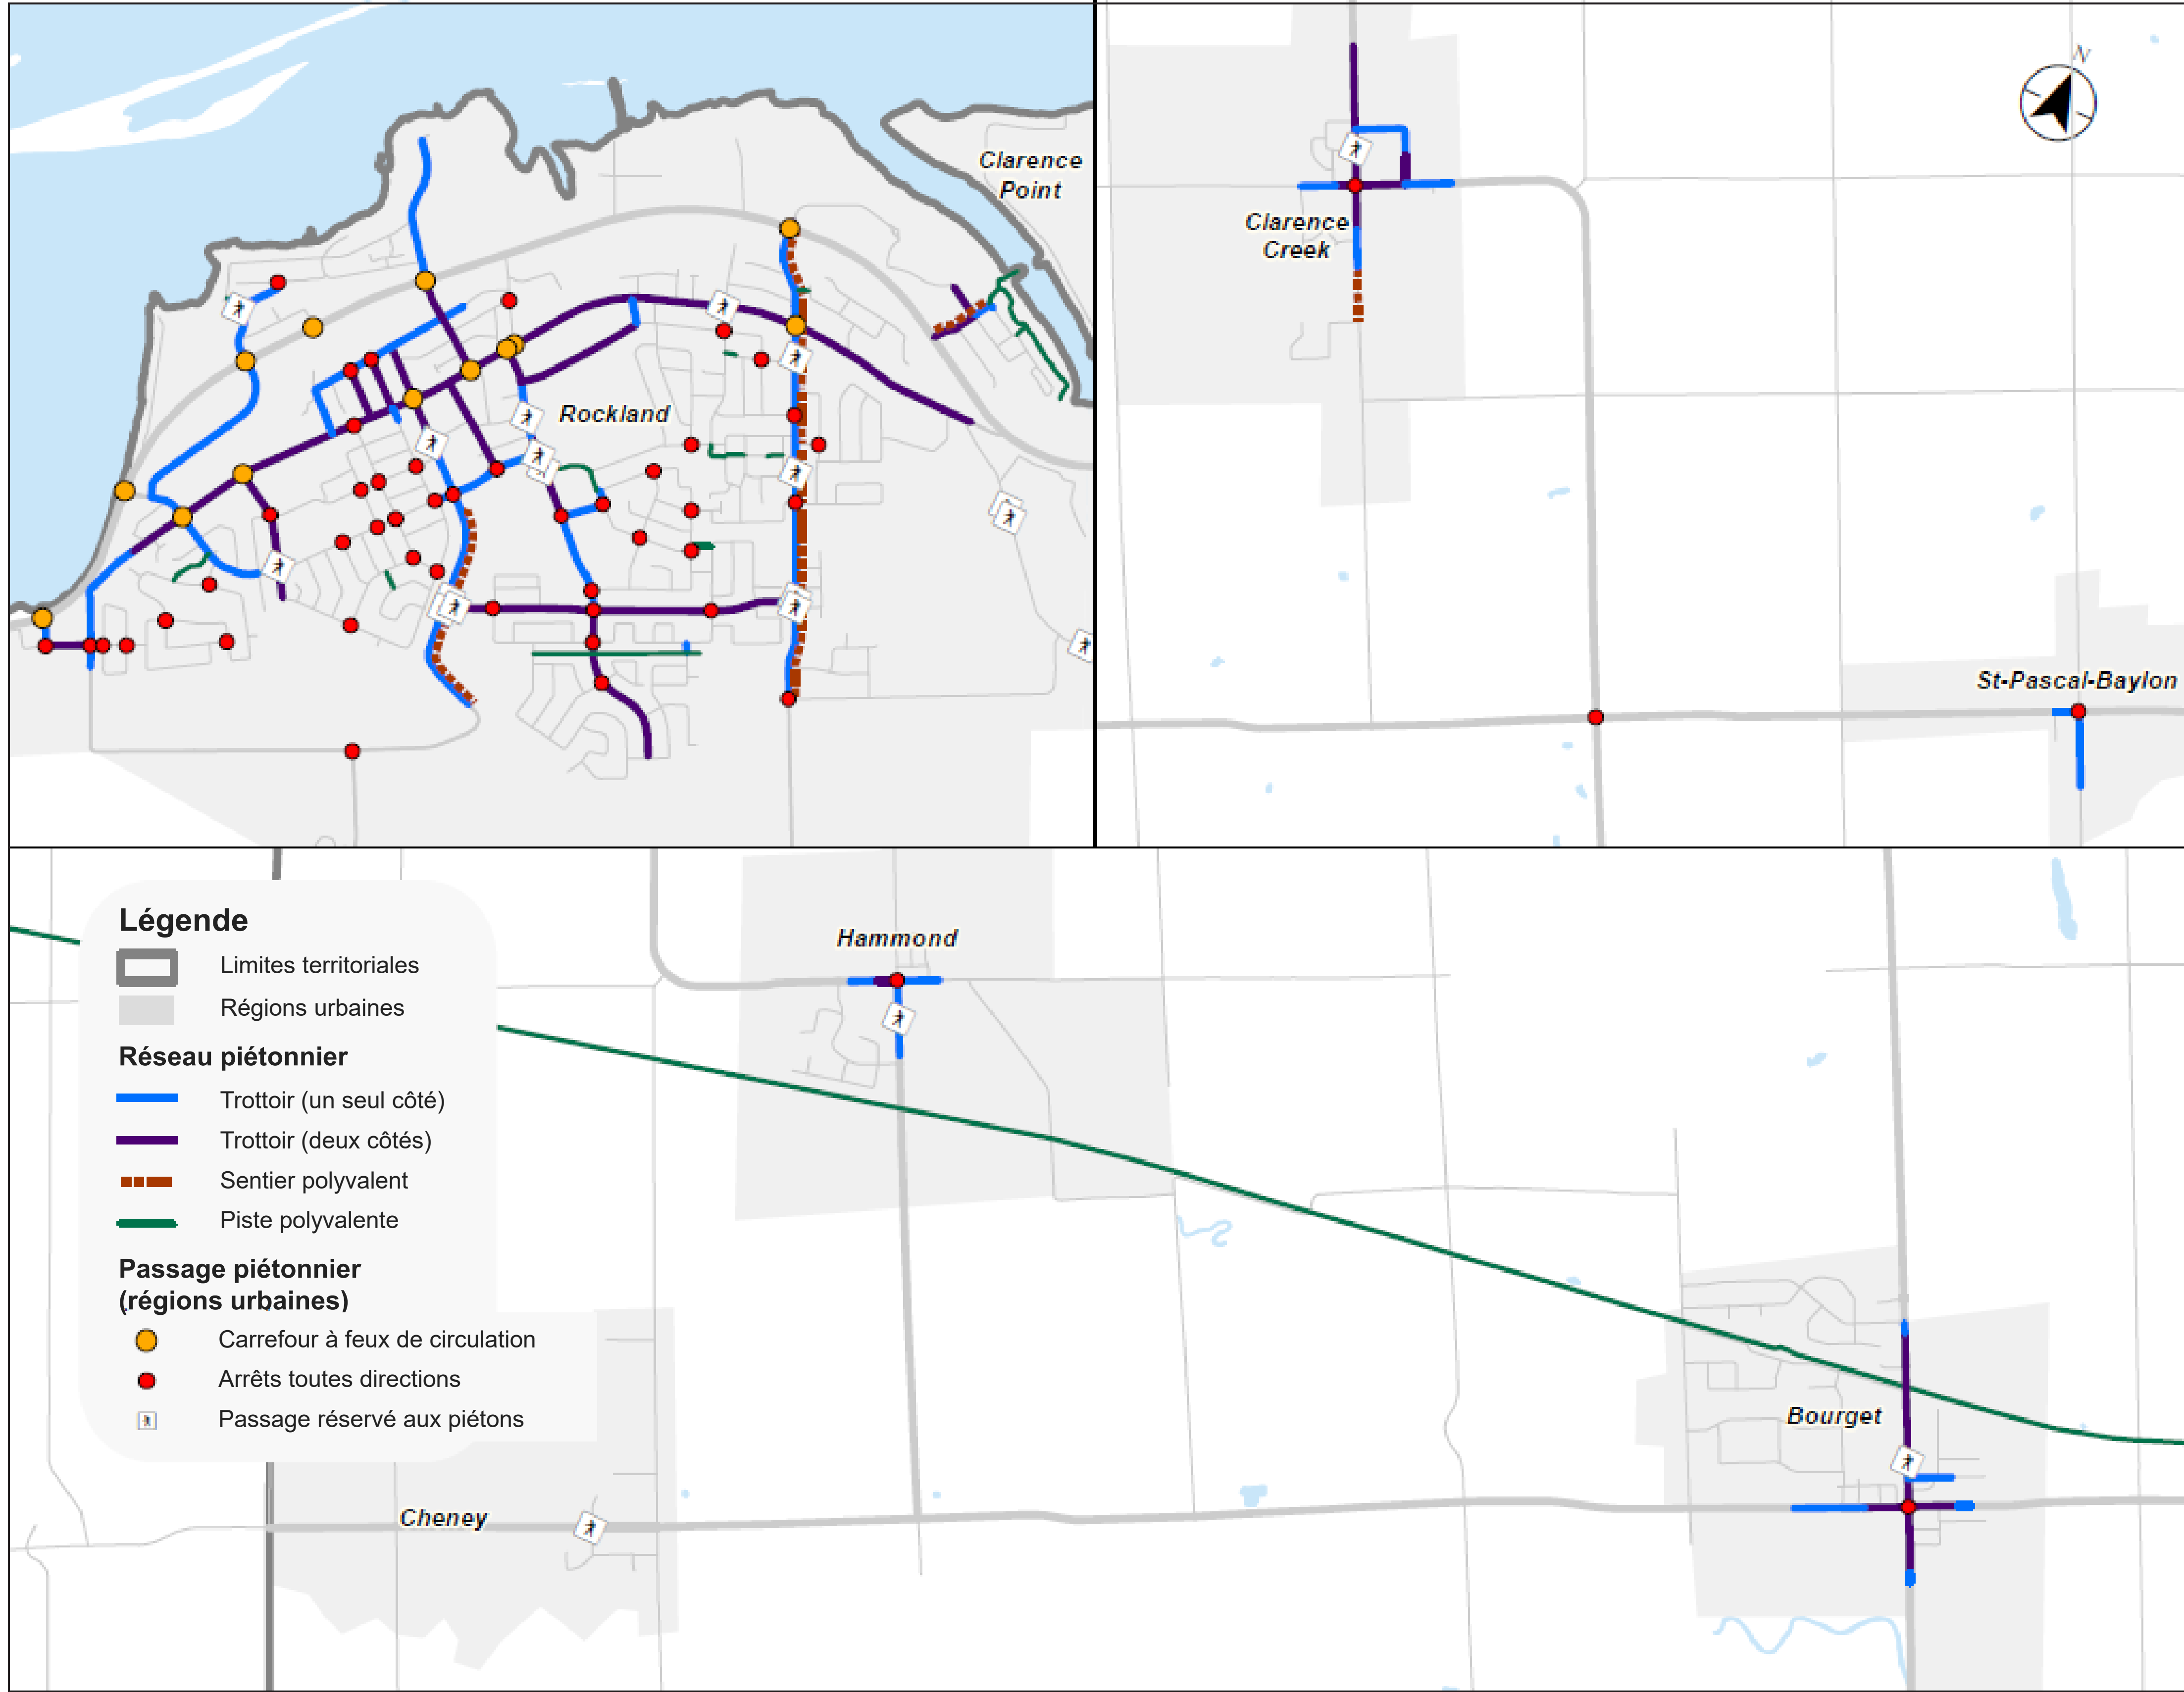 Clarence
Point
Rockland
N
Clarence
Creek
St-Pascal-Baylon
Légende
Limites territoriales
Régions urbaines
Réseau piétonnier
Trottoir (un seul côté)
Trottoir (deux côtés)
Sentier polyvalent
Piste polyvalente
Passage piétonnier
(régions urbaines)
Carrefour à feux de circulation
Arrêts toutes directions
Passage réservé aux piétons
Hammond
Bourget
Cheney